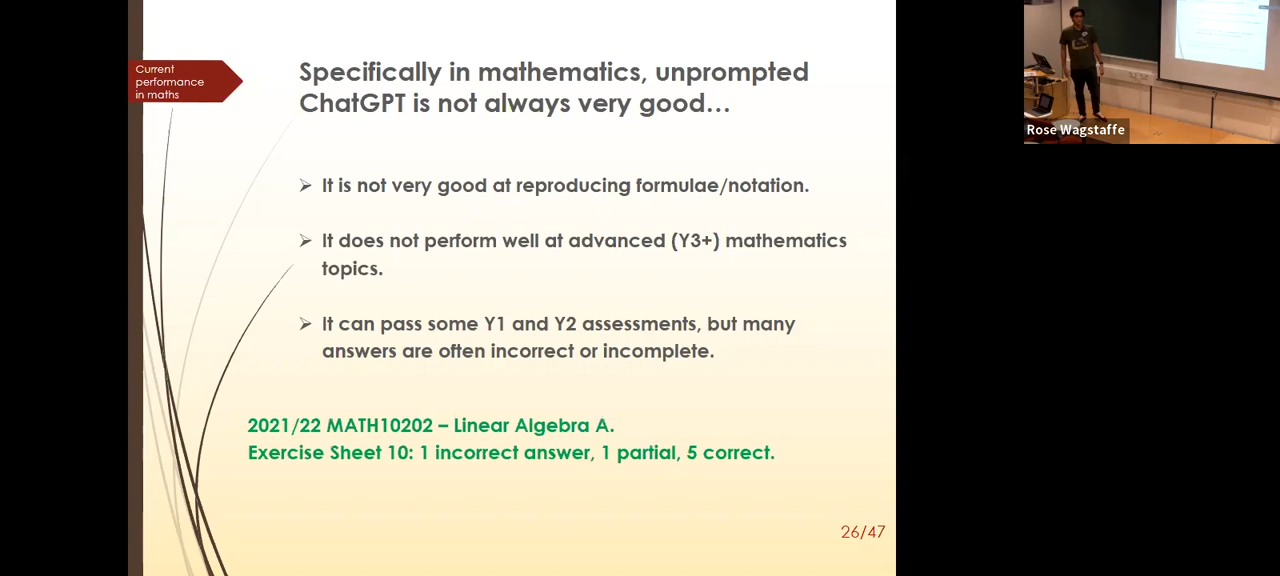 Current
performance
in maths
Specifically in mathematics, unprompted
ChatGPT is not always very good…
It is not very good at reproducing formulae/notation.
It does not perform well at advanced (Y3+) mathematics
topics.
It can pass some Y1 and Y2 assessments, but many
answers are often incorrect or incomplete.
2021/22 MATH10202 – Linear Algebra A.
Exercise Sheet 10: 1 incorrect answer, 1 partial, 5 correct.
26/47
Rose Wagstaffe